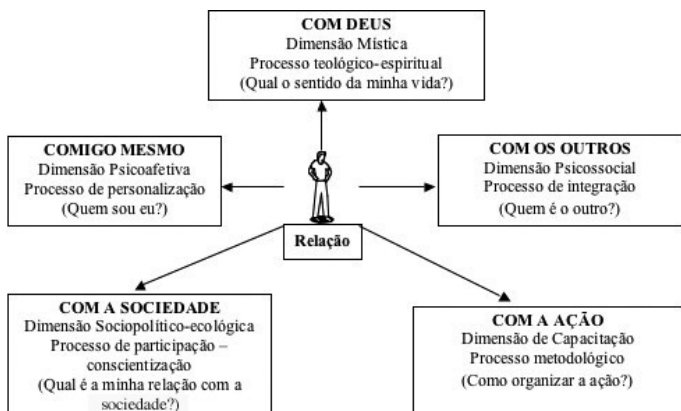 COM DEUS
Dimensão Mística
Processo teológico-espiritual
(Qual o sentido da minha vida?)
COMIGO MESMO
Dimensão Psicoafetiva
Processo de personalização
(Quem sou eu?)
COM OS OUTROS
Dimensão Psicossocial
Processo de integração
(Quem é o outro?)
Relação
COM A SOCIEDADE
Dimensão Sociopolítico-ecológica
Processo de participação –
conscientização
(Qual é a minha relação com a
sociedade?)
COM A AÇÃO
Dimensão de Capacitação
Processo metodológico
(Como organizar a ação?)